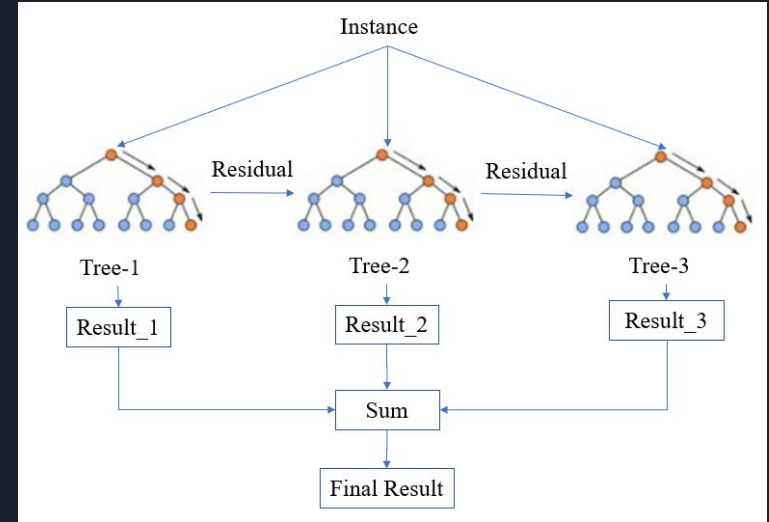 Instance
Residual
Residual
Tree-1
Tree-2
Tree-3
Result_1
Result_2
Result_3
Sum
Final Result